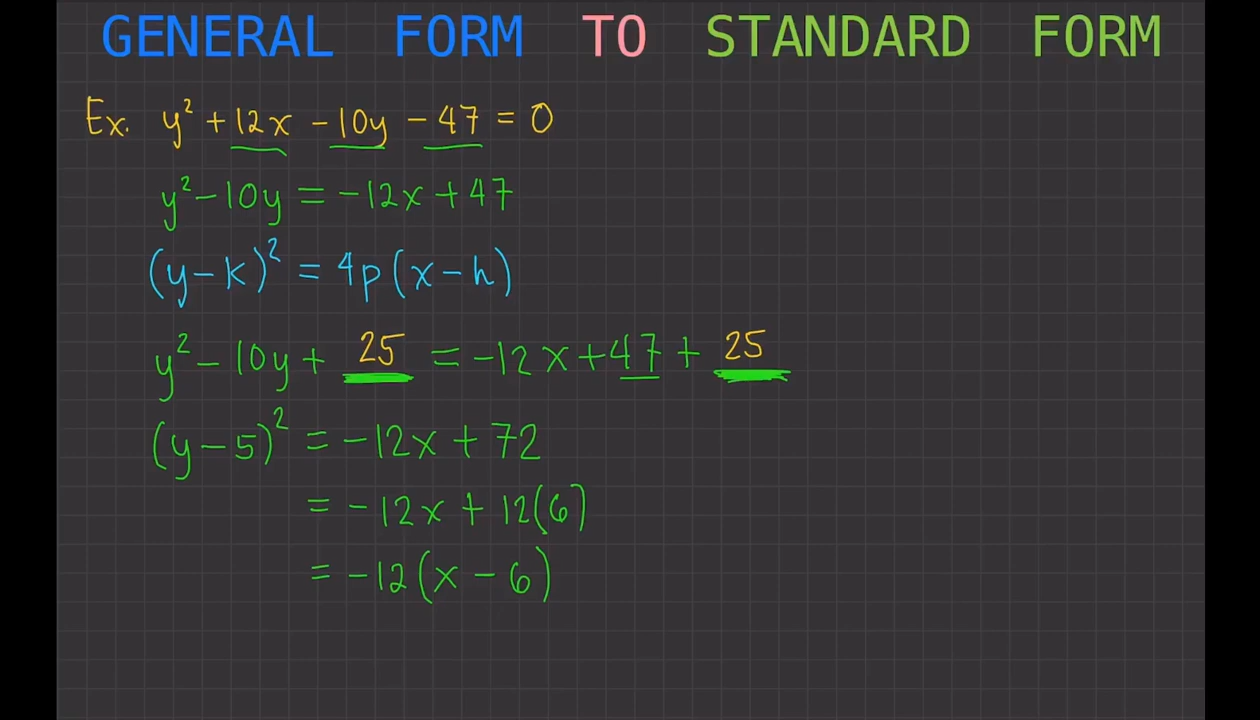 GENERAL FORM TO STANDARD FORM
Ex. y² + 12x - 10y - 47 = 0
y² - 10y = -12x + 47
(y - k)² = 4p(x - h)
y² - 10y + 25 = -12x + 47 + 25
(y - 5)² = -12x + 72
= -12x + 12(6)
= -12(x - 6)